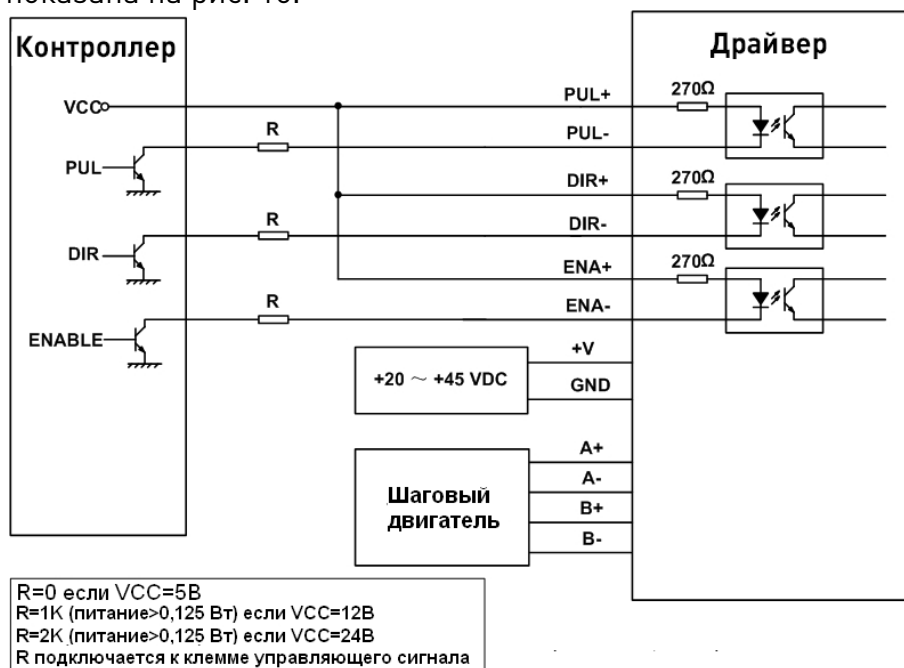 показана на рис. 10.
Контроллер
Драйвер
VCC
PUL+
270Ω
R
PUL-
PUL
DIR+
270Ω
R
DIR-
DIR
ENA+
270Ω
R
ENA-
ENABLE
+V
+20 ~ +45 VDC
GND
A+
A-
Шаговый
двигатель
B+
B-
R=0 если VCC=5В
R=1K (питание>0,125 Вт) если VCC=12В
R=2K (питание>0,125 Вт) если VCC=24В
R подключается к клемме управляющего сигнала